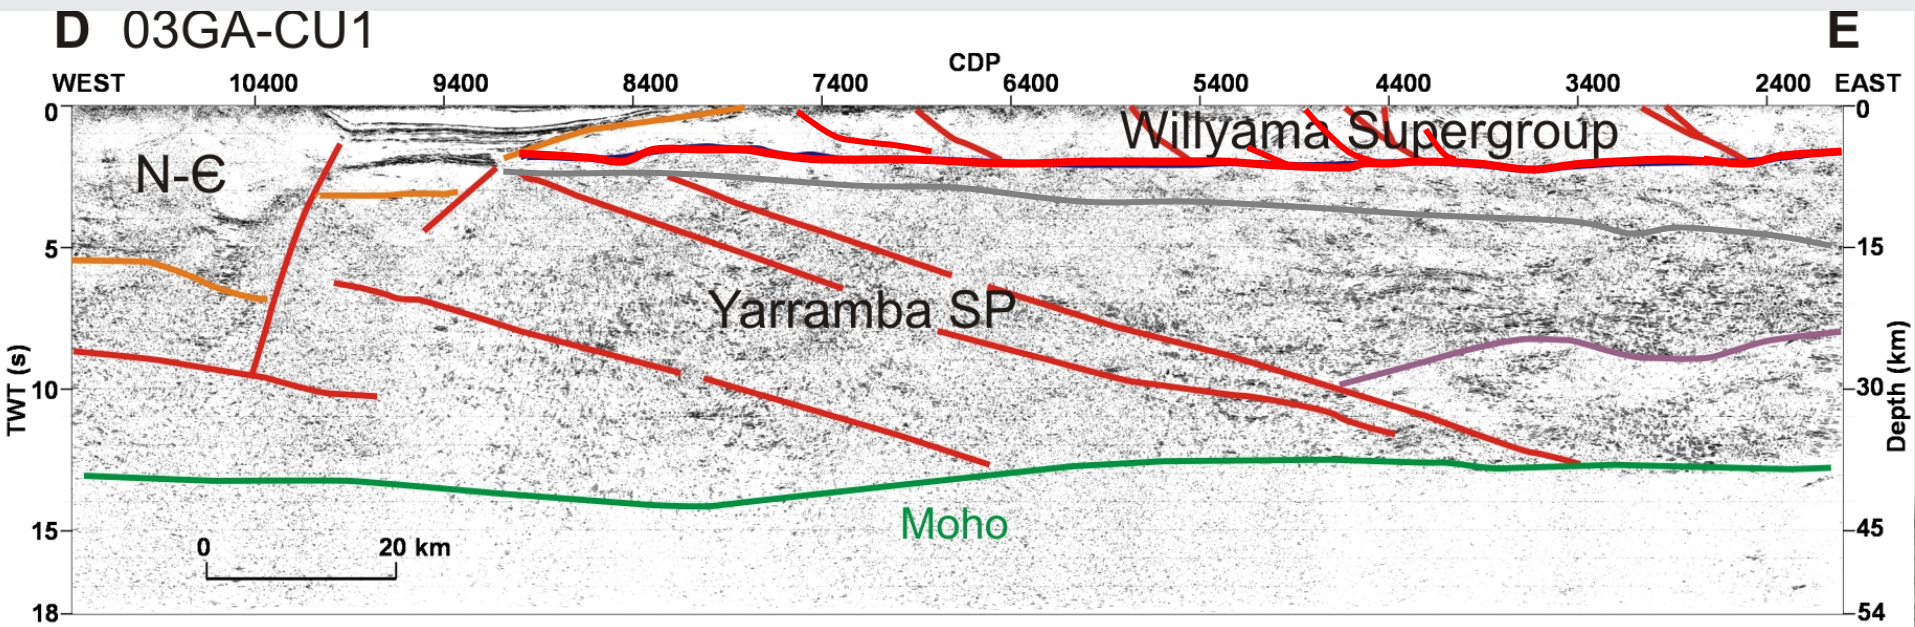 D 03GA-CU1 E
CDP
WEST 10400 9400 8400 7400 6400 5400 4400 3400 2400 EAST
0 0
Willyama Supergroup
N-Є
5 15
Yarramba SP
TWT (s)
Depth (km)
10 30
Moho
15 45
0 20 km
18 54